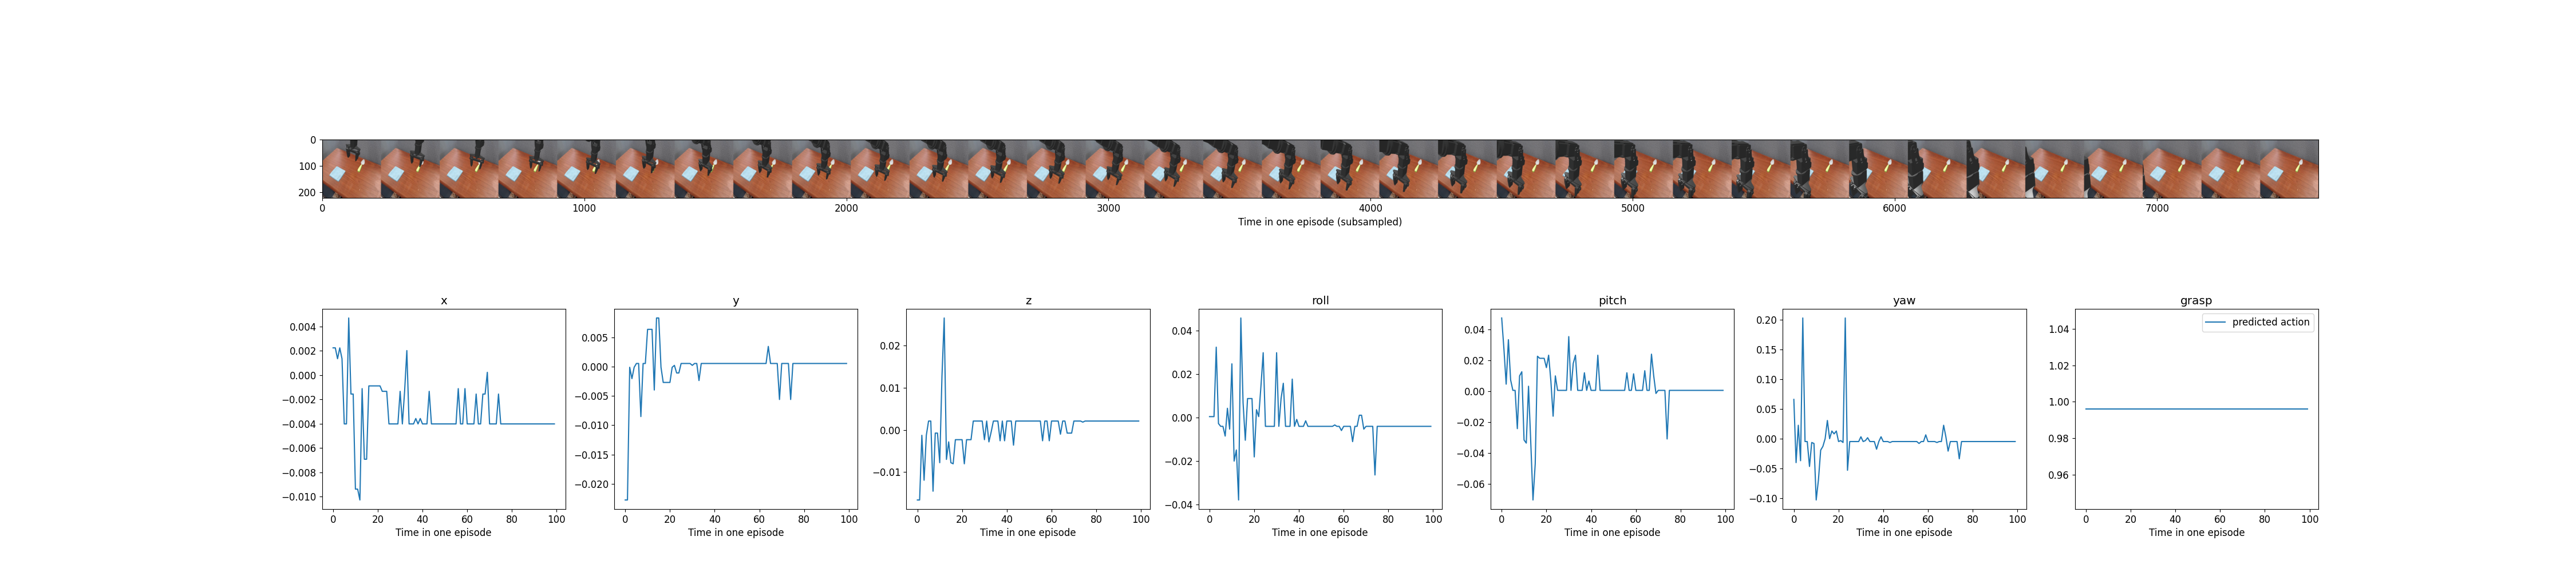 0
100
200
0 1000 2000 3000 4000 5000 6000 7000
Time in one episode (subsampled)
x
0.004
0.002
0.000
−0.002
−0.004
−0.006
−0.008
−0.010
0 20 40 60 80 100
Time in one episode
y
0.005
0.000
−0.005
−0.010
−0.015
−0.020
0 20 40 60 80 100
Time in one episode
z
0.02
0.01
0.00
−0.01
0 20 40 60 80 100
Time in one episode
roll
0.04
0.02
0.00
−0.02
−0.04
0 20 40 60 80 100
Time in one episode
pitch
0.04
0.02
0.00
−0.02
−0.04
−0.06
0 20 40 60 80 100
Time in one episode
yaw
0.20
0.15
0.10
0.05
0.00
−0.05
−0.10
0 20 40 60 80 100
Time in one episode
grasp
predicted action
1.04
1.02
1.00
0.98
0.96
0 20 40 60 80 100
Time in one episode